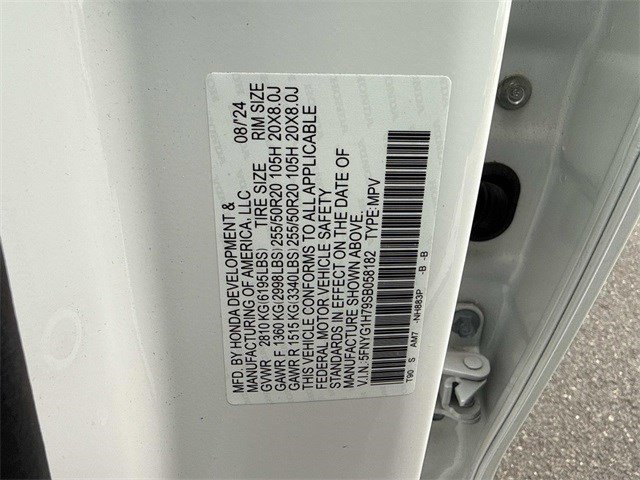 MFD. BY HONDA DEVELOPMENT & 08/'24
MANUFACTURING OF AMERICA, LLC
GVWR 2810 KG(6195LBS) TIRE SIZE RIM SIZE
GAWR F 1360 KG(2998LBS) 255/50R20 105H 20X8.0J
GAWR R 1515 KG(3340LBS) 255/50R20 105H 20X8.0J
THIS VEHICLE CONFORMS TO ALL APPLICABLE
FEDERAL MOTOR VEHICLE SAFETY
STANDARDS IN EFFECT ON THE DATE OF
MANUFACTURE SHOWN ABOVE.
V.I.N.:5FNYG1H79SB058182 TYPE:MPV
T90 S AM7 -NH883P -B -B